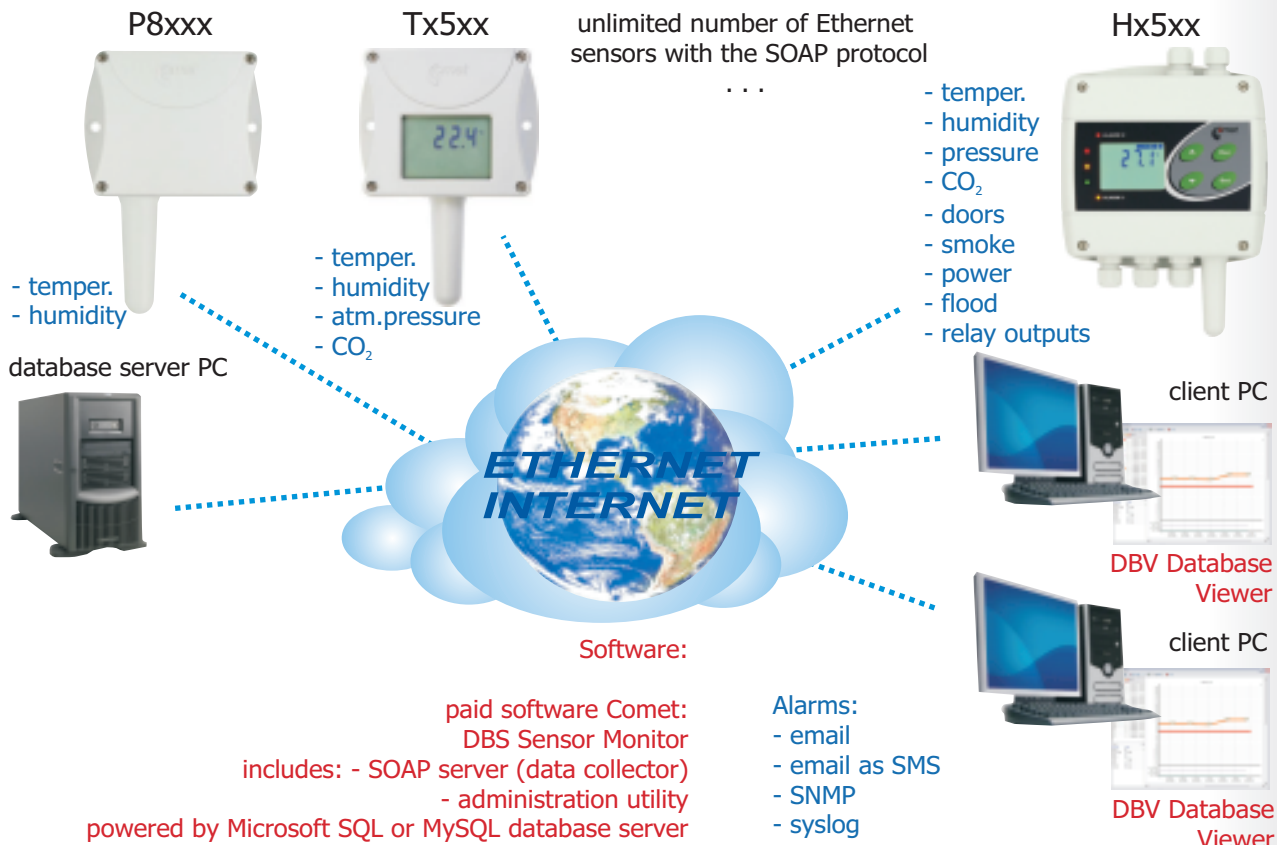 P8xxx
Tx5xx
unlimited number of Ethernet
sensors with the SOAP protocol
. . .
Hx5xx
- temper.
- humidity
- pressure
- CO₂
- doors
- smoke
- power
- flood
- relay outputs
22.4
27.1
- temper.
- humidity
- temper.
- humidity
- atm.pressure
- CO₂
database server PC
client PC
ETHERNET
INTERNET
DBV Database
Viewer
client PC
DBV Database
Viewer
Software:
paid software Comet:
DBS Sensor Monitor
includes: - SOAP server (data collector)
- administration utility
powered by Microsoft SQL or MySQL database server
Alarms:
- email
- email as SMS
- SNMP
- syslog